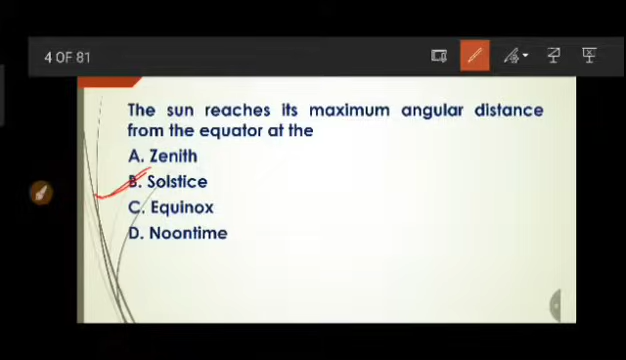 4 OF 81
The sun reaches its maximum angular distance
from the equator at the
A. Zenith
B. Solstice
C. Equinox
D. Noontime